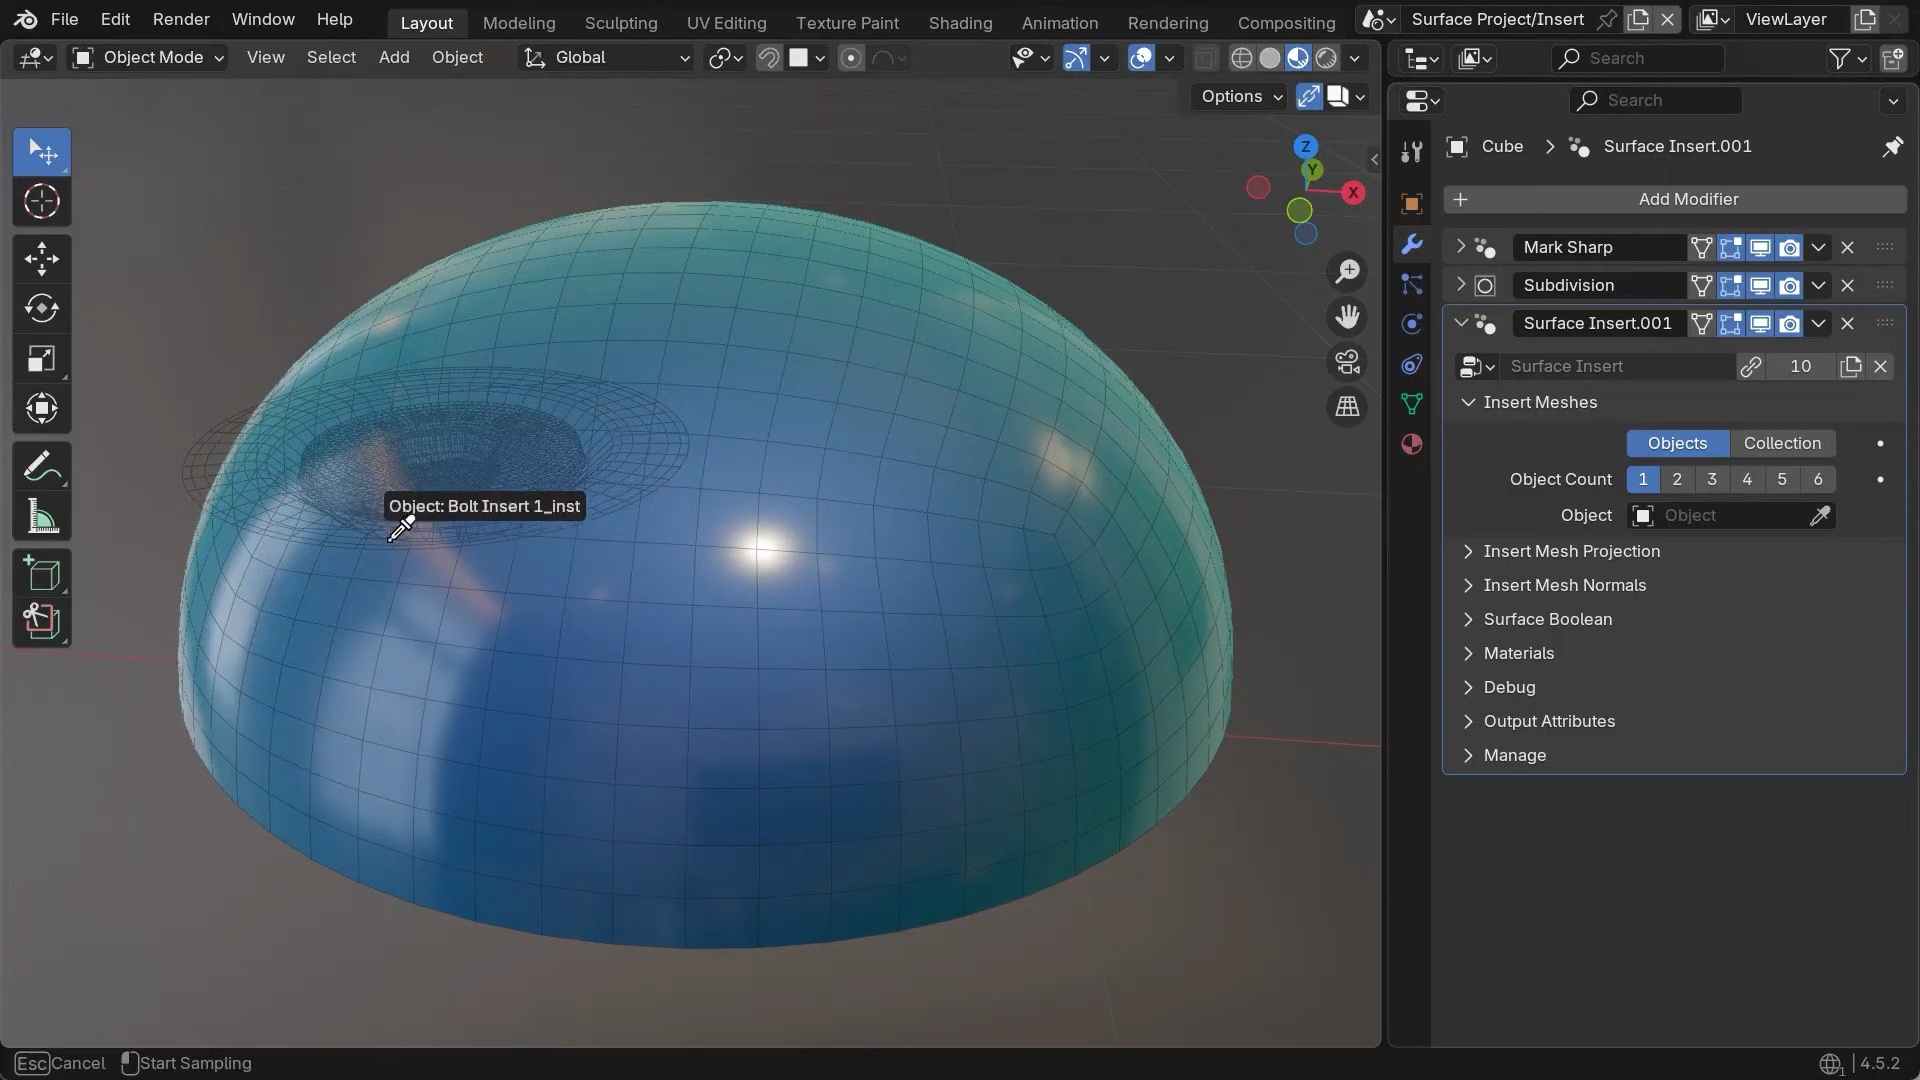 File Edit Render Window Help
Layout Modeling Sculpting UV Editing Texture Paint Shading Animation Rendering Compositing
Surface Project/Insert
ViewLayer
Object Mode View Select Add Object
Global
Search
Options
Search
Cube
Surface Insert.001
Add Modifier
Mark Sharp
Subdivision
Surface Insert.001
Surface Insert 10
Insert Meshes
Objects Collection
Object Count 1 2 3 4 5 6
Object Object
Insert Mesh Projection
Insert Mesh Normals
Surface Boolean
Materials
Debug
Output Attributes
Manage
Z
Y
X
Object: Bolt Insert 1_inst
Esc Cancel Start Sampling
1 4.5.2